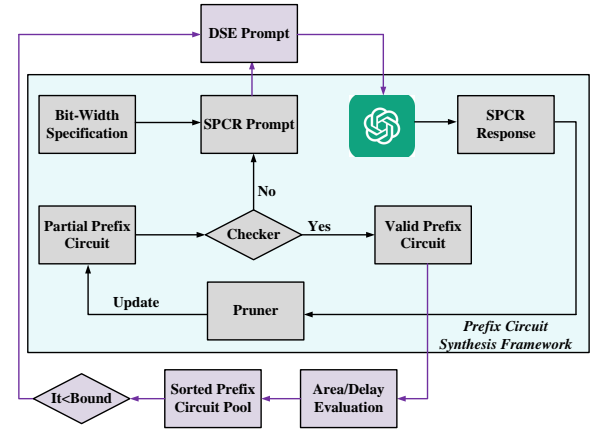 DSE Prompt
Bit-Width
Specification
SPCR Prompt
SPCR
Response
No
Partial Prefix
Circuit
Checker
Yes
Valid Prefix
Circuit
Update
Pruner
Prefix Circuit
Synthesis Framework
It<Bound
Sorted Prefix
Circuit Pool
Area/Delay
Evaluation